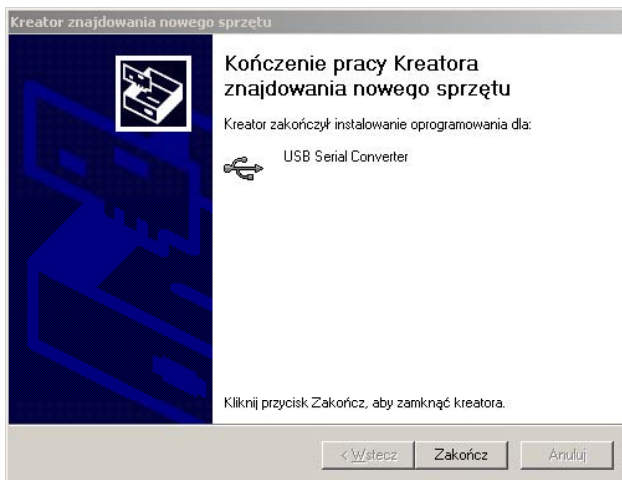 Kreator znajdowania nowego sprzętu
Kończenie pracy Kreatora
znajdowania nowego sprzętu
Kreator zakończył instalowanie oprogramowania dla:
USB Serial Converter
Kliknij przycisk Zakończ, aby zamknąć kreatora.
< Wstecz
Zakończ
Anuluj